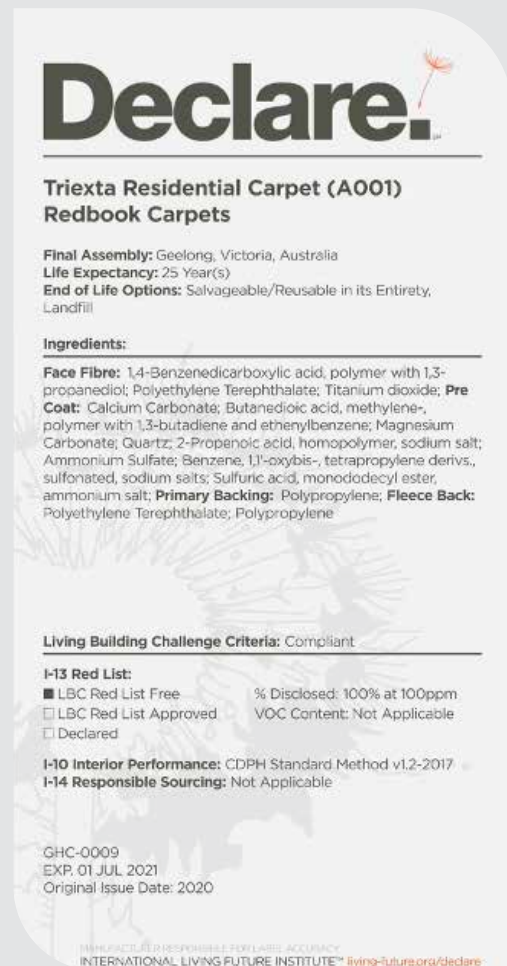 Declare.
Triexta Residential Carpet (A001)
Redbook Carpets
Final Assembly: Geelong, Victoria, Australia
Life Expectancy: 25 Year(s)
End of Life Options: Salvageable/Reusable in its Entirety,
Landfill
Ingredients:
Face Fibre: 1,4-Benzenedicarboxylic acid, polymer with 1,3-
propanediol; Polyethylene Terephthalate; Titanium dioxide; Pre
Coat: Calcium Carbonate; Butanedioic acid, methylene-,
polymer with 1,3-butadiene and ethenylbenzene; Magnesium
Carbonate; Quartz; 2-Propenoic acid, homopolymer, sodium salt;
Ammonium Sulfate; Benzene, 1,1'-oxybis-, tetrapropylene derivs.,
sulfonated, sodium salts; Sulfuric acid, monododecyl ester,
ammonium salt; Primary Backing: Polypropylene; Fleece Back:
Polyethylene Terephthalate; Polypropylene
Living Building Challenge Criteria: Compliant
I-13 Red List:
■ LBC Red List Free % Disclosed: 100% at 100ppm
□ LBC Red List Approved VOC Content: Not Applicable
□ Declared
I-10 Interior Performance: CDPH Standard Method v1.2-2017
I-14 Responsible Sourcing: Not Applicable
GHC-0009
EXP. 01 JUL 2021
Original Issue Date: 2020
MANUFACTURER RESPONSIBLE FOR LABEL ACCURACY
INTERNATIONAL LIVING FUTURE INSTITUTE™ living-future.org/declare